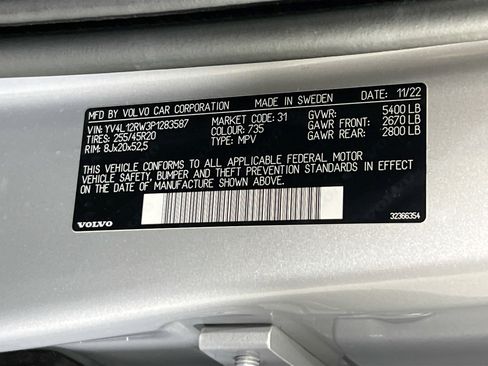 MFD BY VOLVO CAR CORPORATION MADE IN SWEDEN DATE: 11/22
VIN: YV4L12RW3P1283587 MARKET CODE: 31 GVWR: 5400 LB
TIRES: 255/45R20 COLOUR: 735 GAWR FRONT: 2670 LB
RIM: 8Jx20x52,5 TYPE: MPV GAWR REAR: 2800 LB
THIS VEHICLE CONFORMS TO ALL APPLICABLE FEDERAL MOTOR
VEHICLE SAFETY, BUMPER AND THEFT PREVENTION STANDARDS IN EFFECT
ON THE DATE OF MANUFACTURE SHOWN ABOVE.
VOLVO 32366354